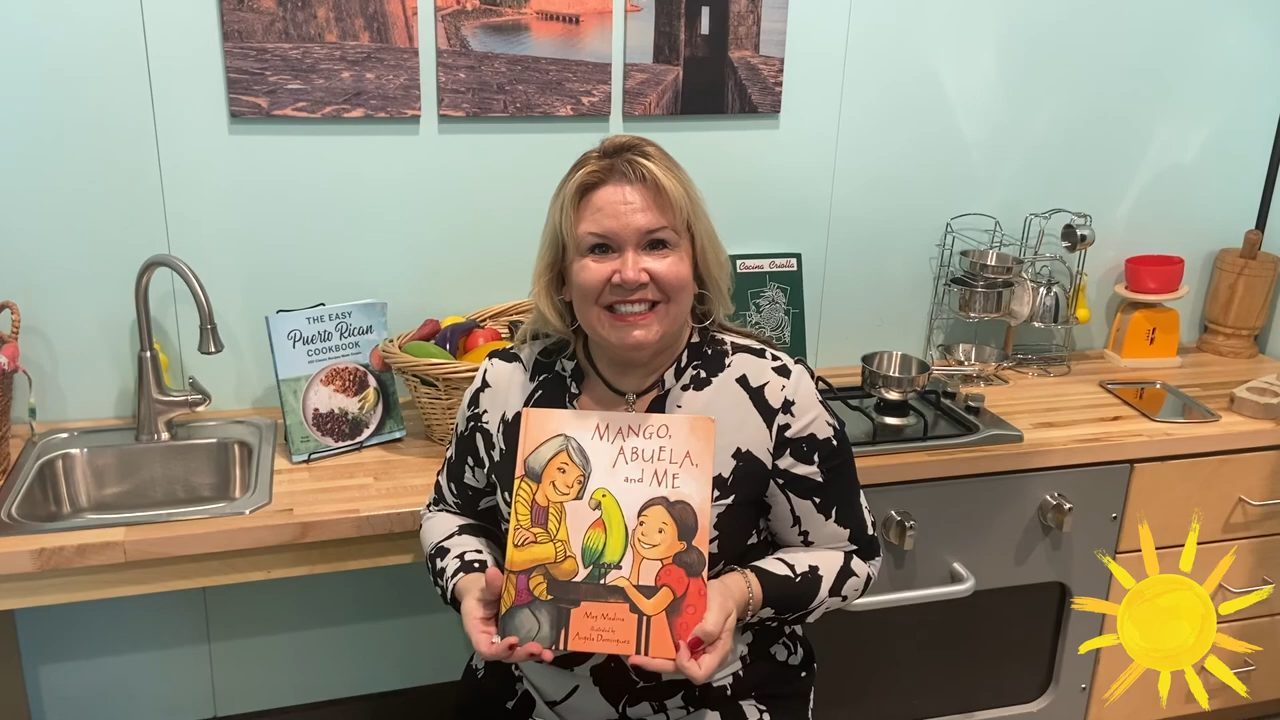 THE EASY
Puerto Rican
COOKBOOK
Cocina Criolla
MANGO,
ABUELA,
and ME
Meg Medina
illustrated by
Angela Dominguez